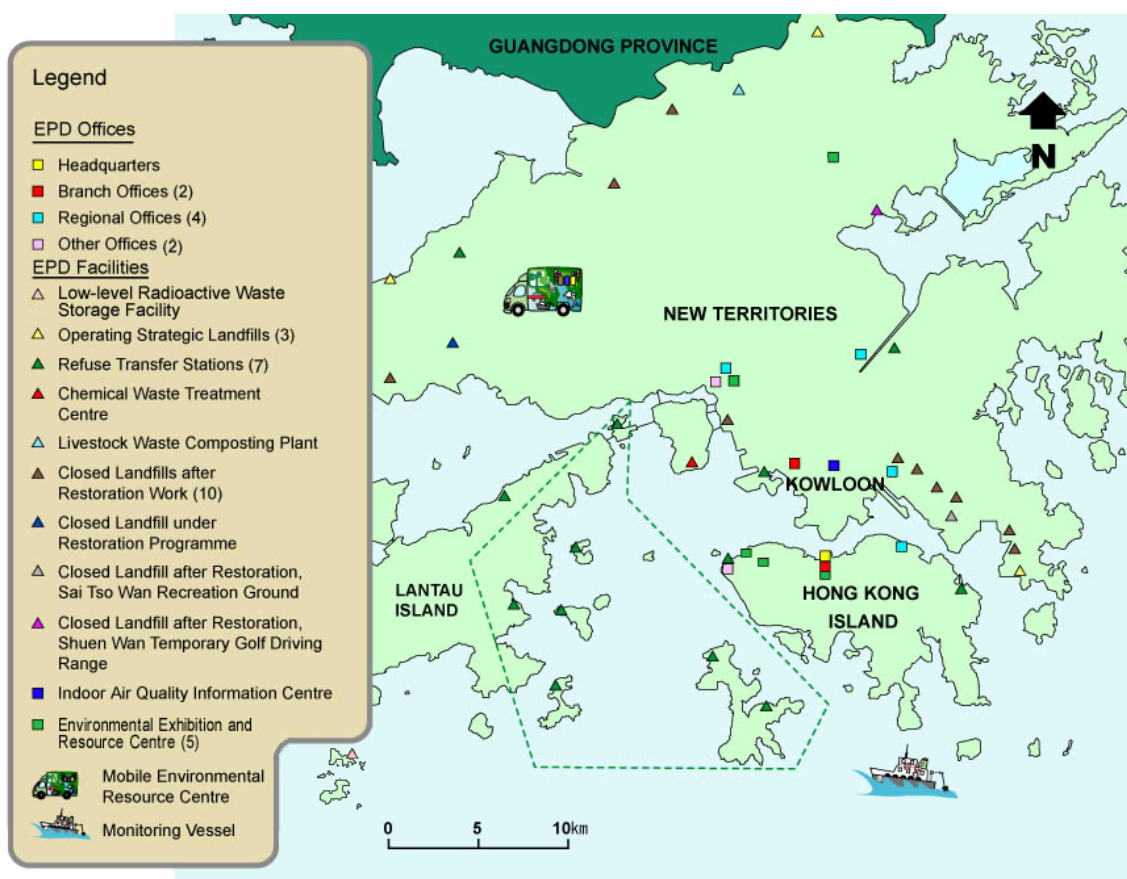 Legend
EPD Offices
Headquarters
Branch Offices (2)
Regional Offices (4)
Other Offices (2)
EPD Facilities
Low-level Radioactive Waste
Storage Facility
Operating Strategic Landfills (3)
Refuse Transfer Stations (7)
Chemical Waste Treatment
Centre
Livestock Waste Composting Plant
Closed Landfills after
Restoration Work (10)
Closed Landfill under
Restoration Programme
Closed Landfill after Restoration,
Sai Tso Wan Recreation Ground
Closed Landfill after Restoration,
Shuen Wan Temporary Golf Driving
Range
Indoor Air Quality Information Centre
Environmental Exhibition and
Resource Centre (5)
Mobile Environmental
Resource Centre
Monitoring Vessel
GUANGDONG PROVINCE
N
NEW TERRITORIES
KOWLOON
LANTAU
ISLAND
HONG KONG
ISLAND
0 5 10km